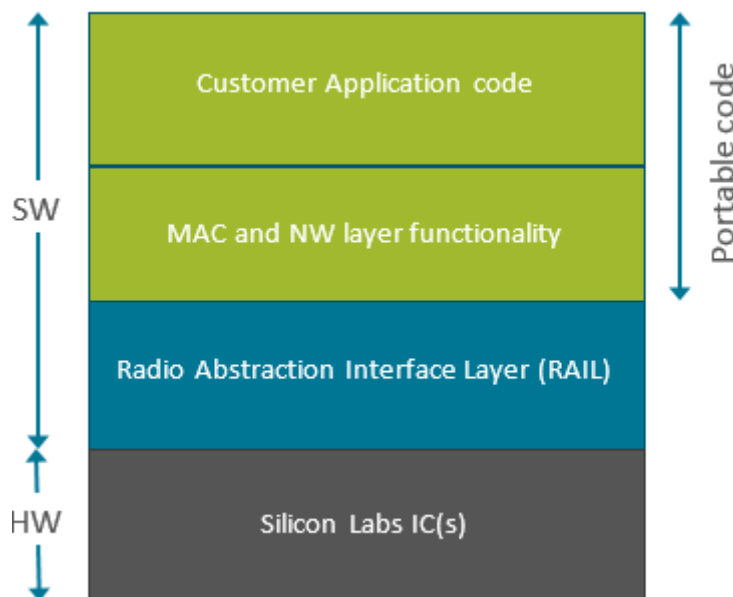 Customer Application code
MAC and NW layer functionality
Radio Abstraction Interface Layer (RAIL)
Silicon Labs IC(s)
SW
HW
Portable code